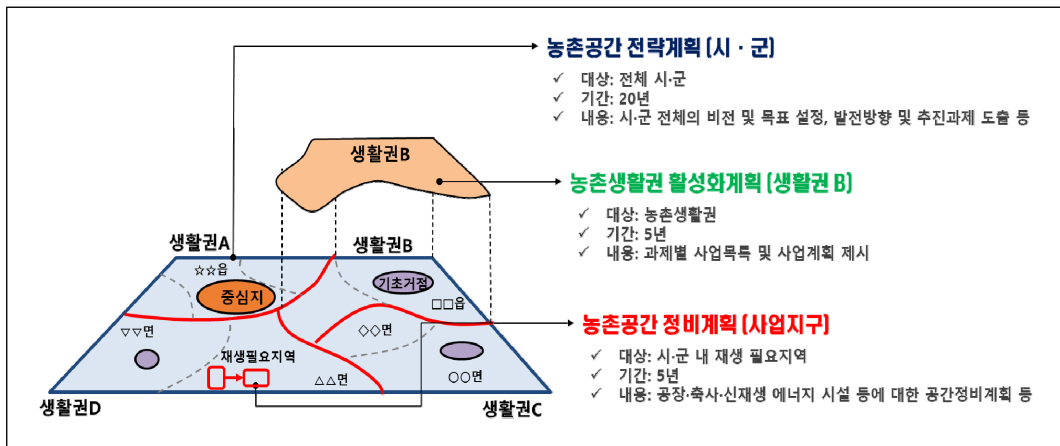 농촌공간 전략계획 (시 · 군)
✓ 대상: 전체 시·군
✓ 기간: 20년
✓ 내용: 시·군 전체의 비전 및 목표 설정, 발전방향 및 추진과제 도출 등
생활권B
농촌생활권 활성화계획 (생활권 B)
✓ 대상: 농촌생활권
✓ 기간: 5년
✓ 내용: 과제별 사업목록 및 사업계획 제시
생활권A
생활권B
☆☆읍
중심지
기초거점
□□읍
▽▽면
◇◇면
농촌공간 정비계획 (사업지구)
✓ 대상: 시·군 내 재생 필요지역
✓ 기간: 5년
✓ 내용: 공장·축사·신재생 에너지 시설 등에 대한 공간정비계획 등
재생필요지역
△△면
○○면
생활권D
생활권C